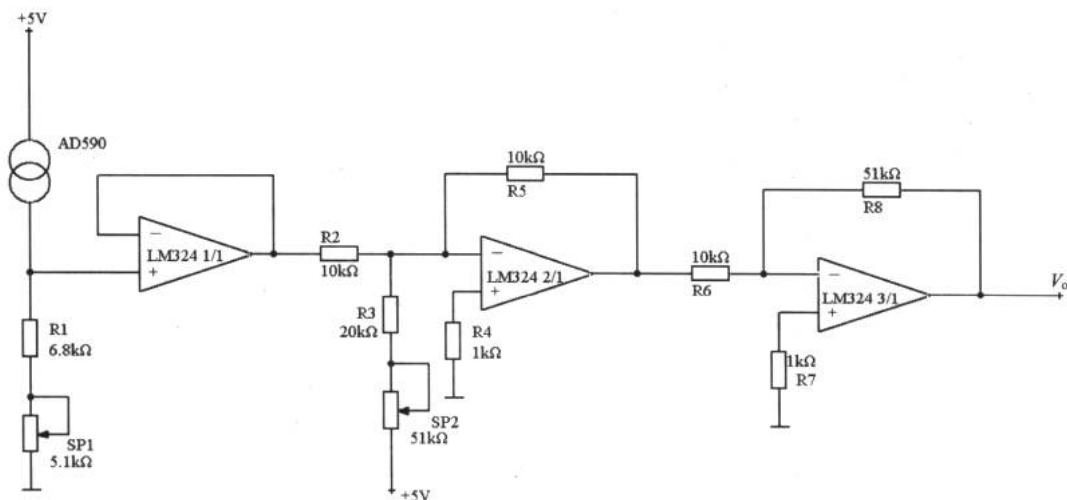 +5V
AD590
LM324 1/1
−
+
R1
6.8kΩ
SP1
5.1kΩ
R2
10kΩ
R3
20kΩ
SP2
51kΩ
+5V
10kΩ
R5
−
LM324 2/1
+
R4
1kΩ
10kΩ
R6
51kΩ
R8
−
LM324 3/1
+
1kΩ
R7